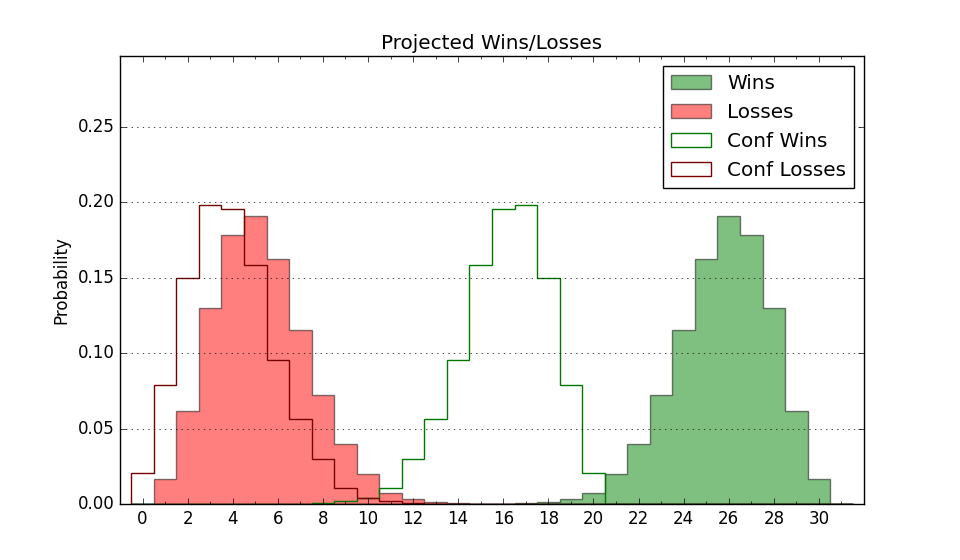 Projected Wins/Losses
Wins
Losses
Conf Wins
Conf Losses
Probability
0.25
0.20
0.15
0.10
0.05
0.00
0 2 4 6 8 10 12 14 16 18 20 22 24 26 28 30